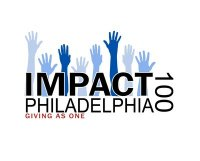 IMPACT
100
PHILADELPHIA
GIVING AS ONE